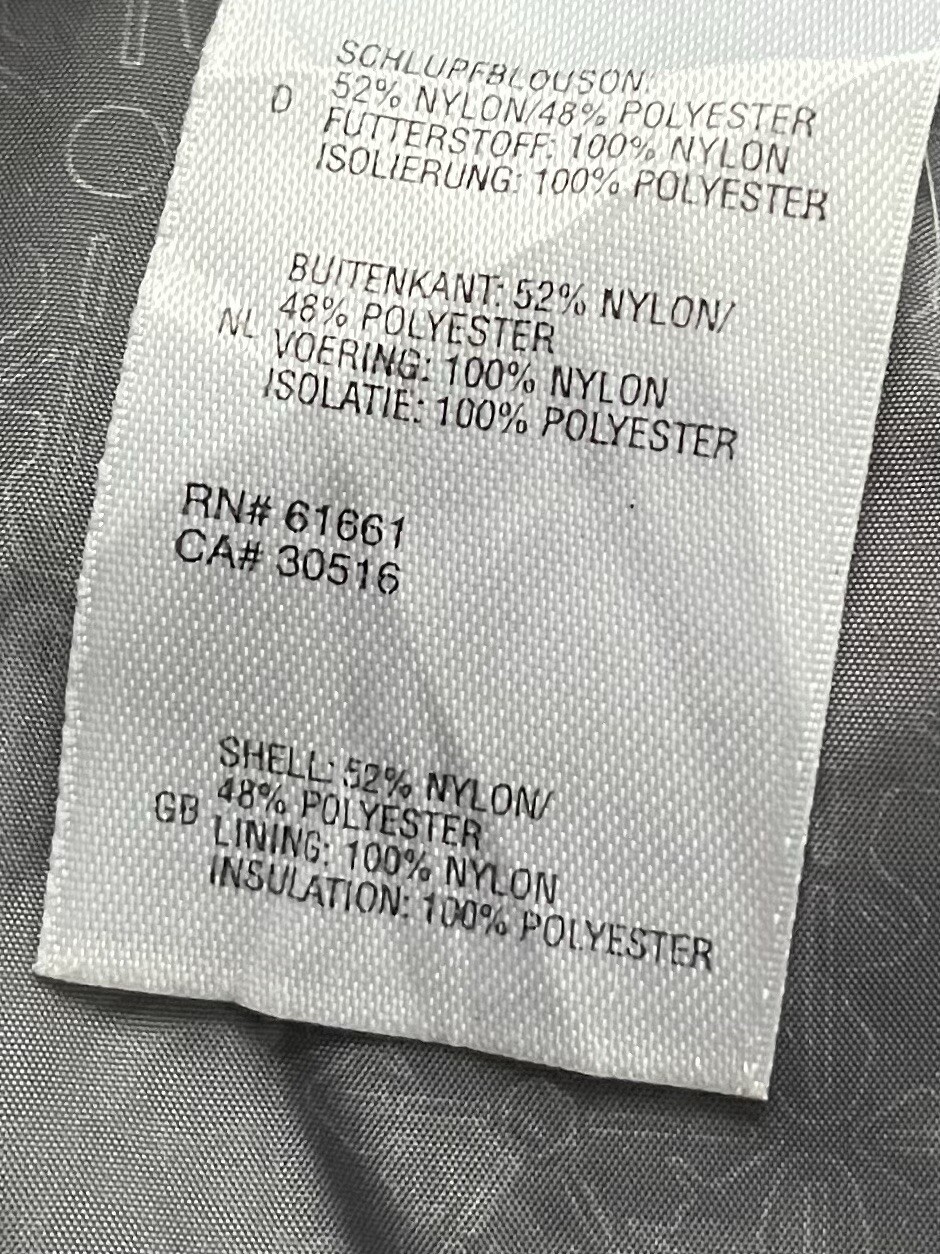 SCHLUPFBLOUSON:
D 52% NYLON/48% POLYESTER
FUTTERSTOFF: 100% NYLON
ISOLIERUNG: 100% POLYESTER
BUITENKANT: 52% NYLON/
NL 48% POLYESTER
VOERING: 100% NYLON
ISOLATIE: 100% POLYESTER
RN# 61661
CA# 30516
SHELL: 52% NYLON/
GB 48% POLYESTER
LINING: 100% NYLON
INSULATION: 100% POLYESTER